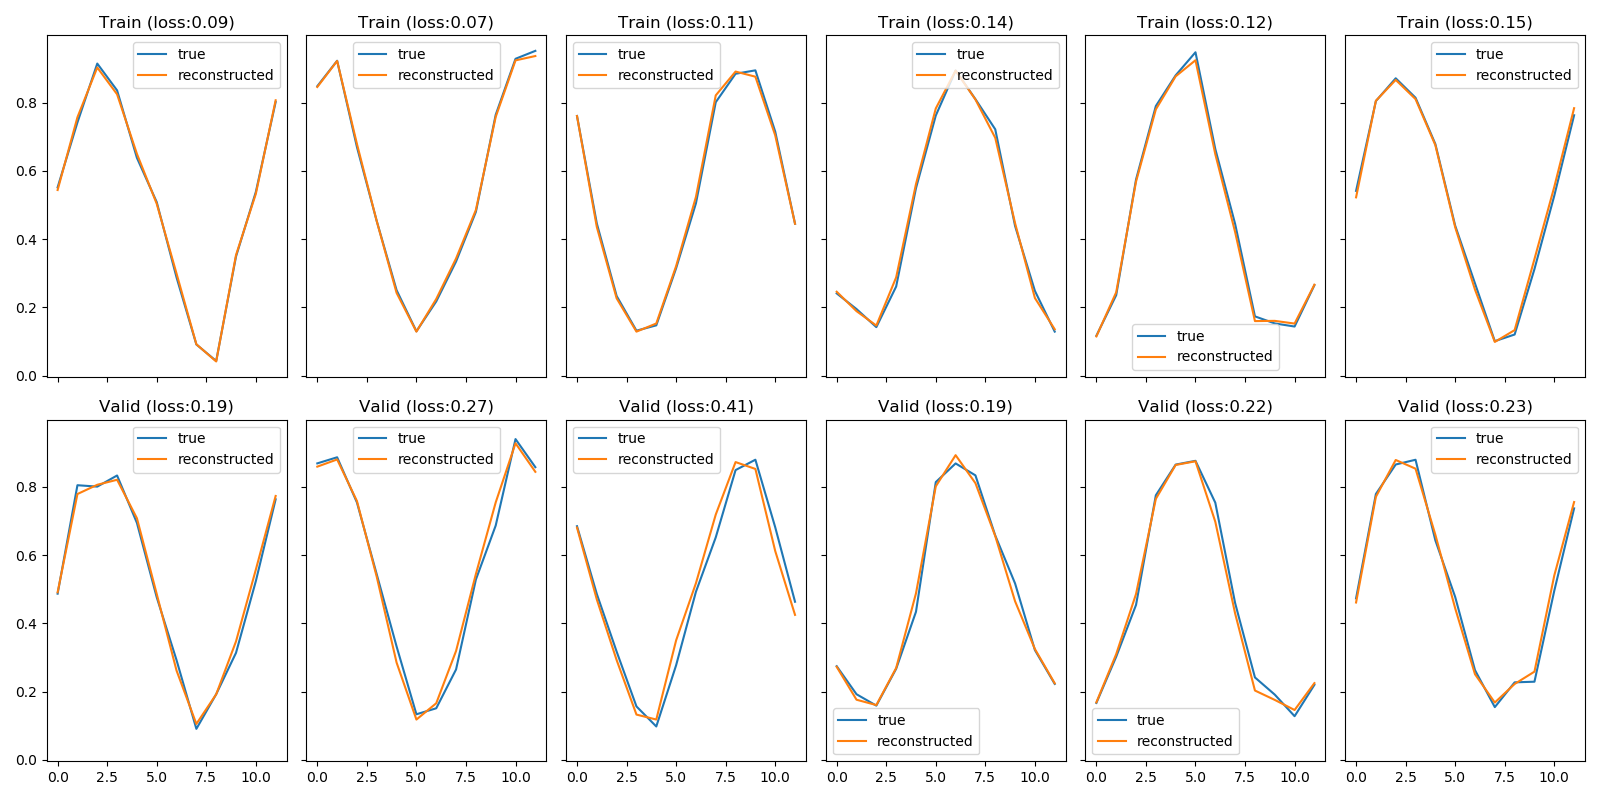 Train (loss:0.09)
Train (loss:0.07)
Train (loss:0.11)
Train (loss:0.14)
Train (loss:0.12)
Train (loss:0.15)
true
reconstructed
true
reconstructed
true
reconstructed
true
reconstructed
true
reconstructed
true
reconstructed
0.8
0.6
0.4
0.2
0.0
Valid (loss:0.19)
Valid (loss:0.27)
Valid (loss:0.41)
Valid (loss:0.19)
Valid (loss:0.22)
Valid (loss:0.23)
true
reconstructed
true
reconstructed
true
reconstructed
true
reconstructed
true
reconstructed
true
reconstructed
0.8
0.6
0.4
0.2
0.0
0.0 2.5 5.0 7.5 10.0
0.0 2.5 5.0 7.5 10.0
0.0 2.5 5.0 7.5 10.0
0.0 2.5 5.0 7.5 10.0
0.0 2.5 5.0 7.5 10.0
0.0 2.5 5.0 7.5 10.0